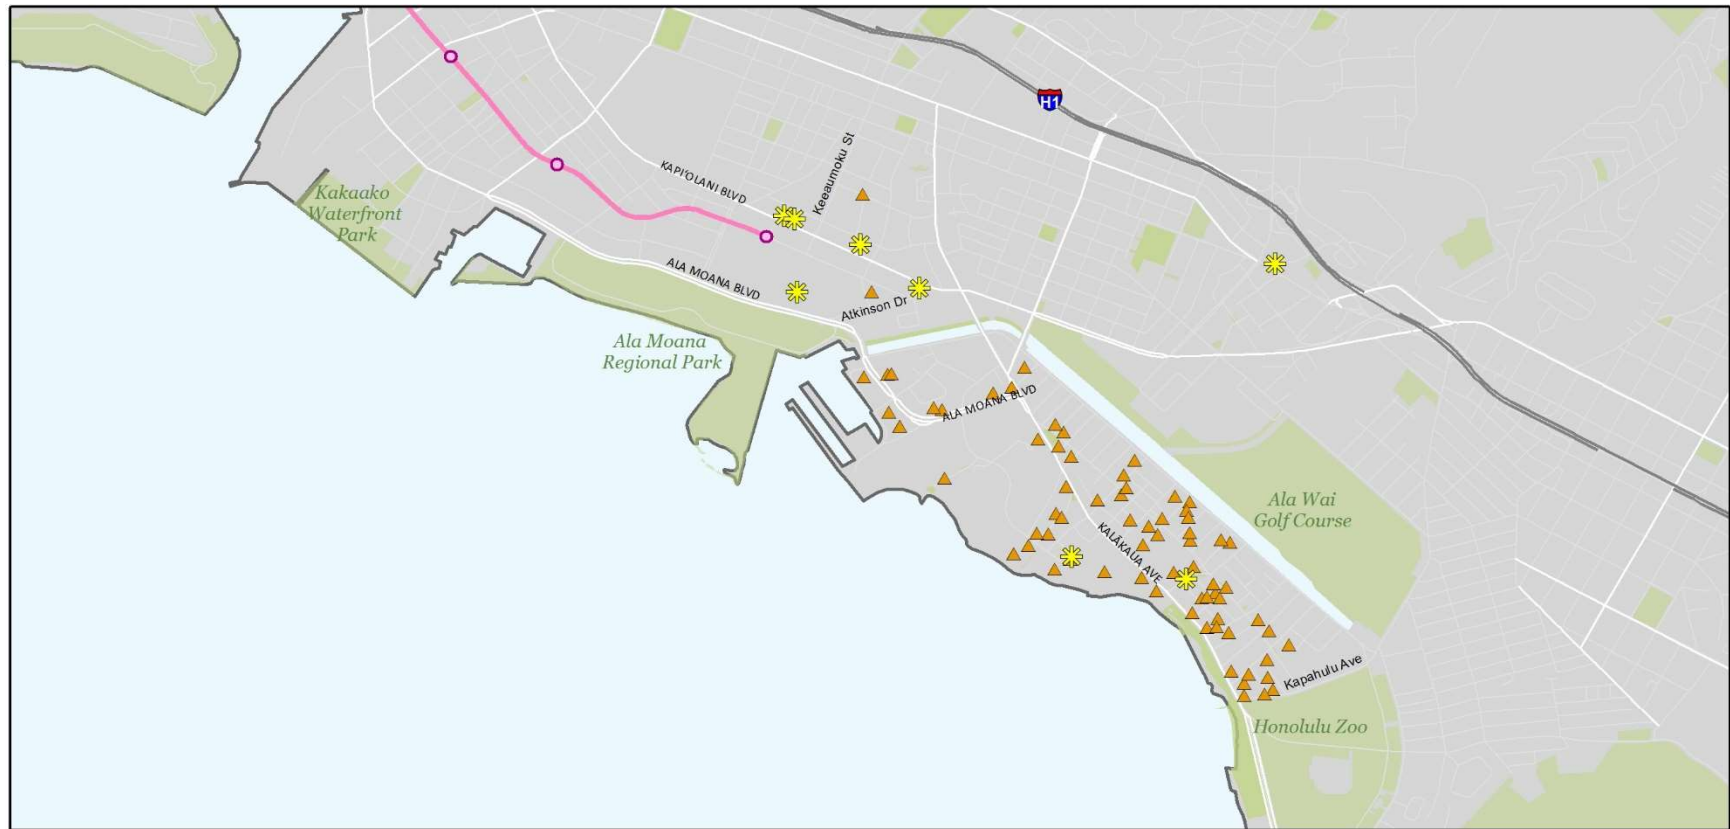 H1
Keeaumoku St
KAPI'OLANI BLVD
Kakaako
Waterfront
Park
ALA MOANA BLVD
Atkinson Dr
Ala Moana
Regional Park
ALA MOANA BLVD
Ala Wai
Golf Course
KALĀKAUA AVE
Kapahulu Ave
Honolulu Zoo